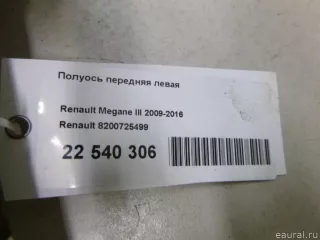 Полуось передняя левая
Renault Megane III 2009-2016
Renault 8200725499
22 540 306
eaural.ru